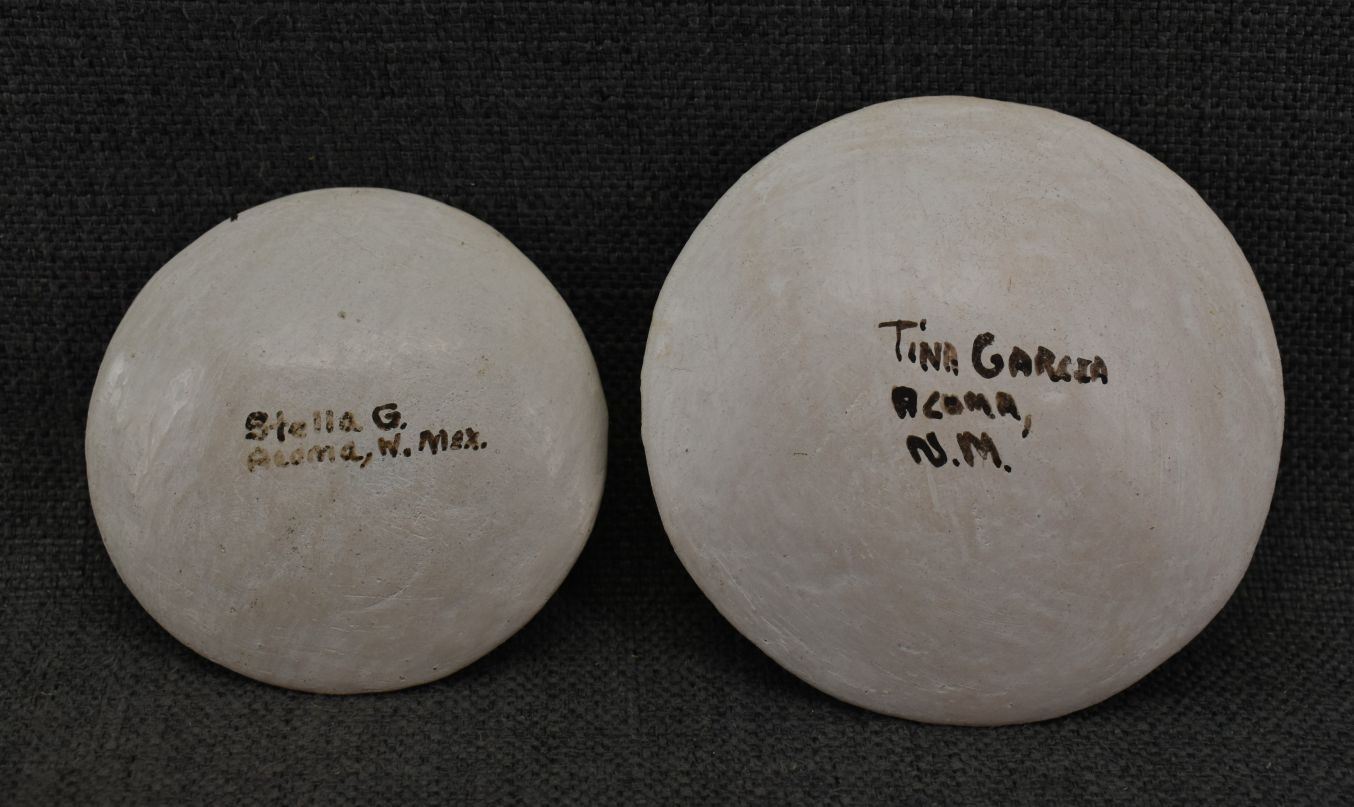 Stella G.
Acoma, N. Mex.
TiNA GARCIA
ACOMA,
N.M.